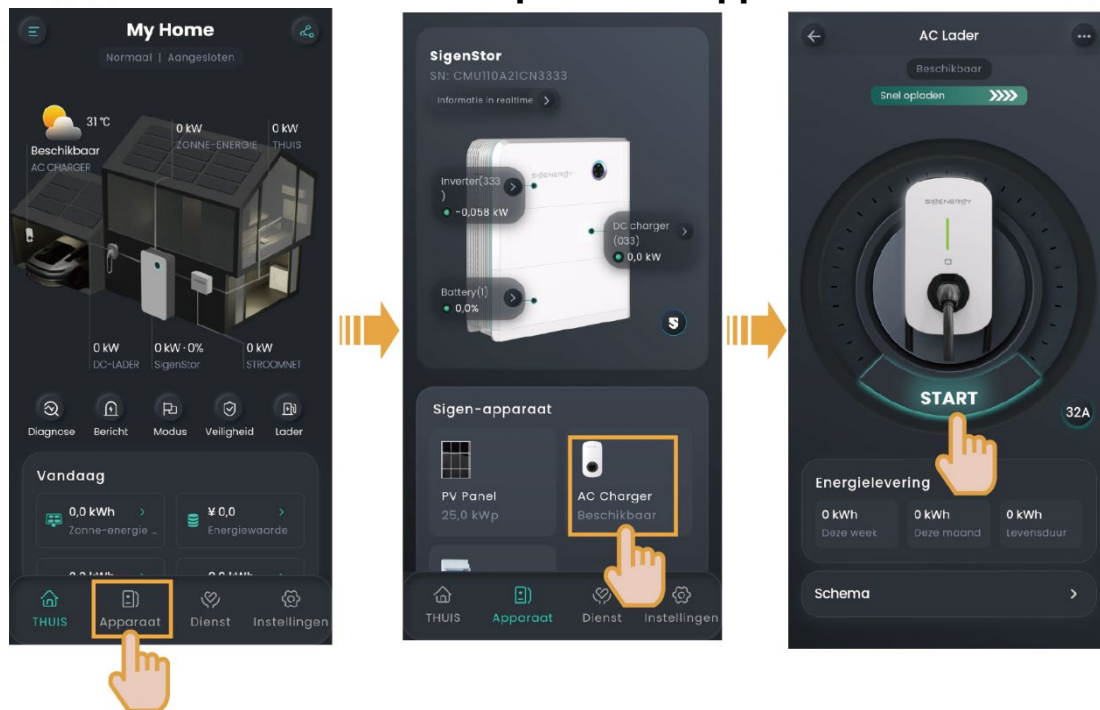 My Home
Normaal | Aangesloten
31 °C
Beschikbaar
AC CHARGER
0 kW
ZONNE-ENERGIE
0 kW
THUIS
0 kW
DC-LADER
0 kW · 0%
SigenStor
0 kW
STROOMNET
Diagnose
Bericht
Modus
Veiligheid
Lader
Vandaag
0,0 kWh
Zonne-energie ...
¥ 0,0
Energiewaarde
THUIS
Apparaat
Dienst
Instellingen
SigenStor
SN: CMU110A21CN3333
Informatie in realtime
SIGENERGY
Inverter(333
)
-0,058 kW
DC charger
(033)
0,0 kW
Battery(1)
0,0%
Sigen-apparaat
PV Panel
25,0 kWp
AC Charger
Beschikbaar
THUIS
Apparaat
Dienst
Instellingen
AC Lader
Beschikbaar
Snel opladen
SIGENERGY
START
32A
Energielevering
0 kWh
Deze week
0 kWh
Deze maand
0 kWh
Levensduur
Schema